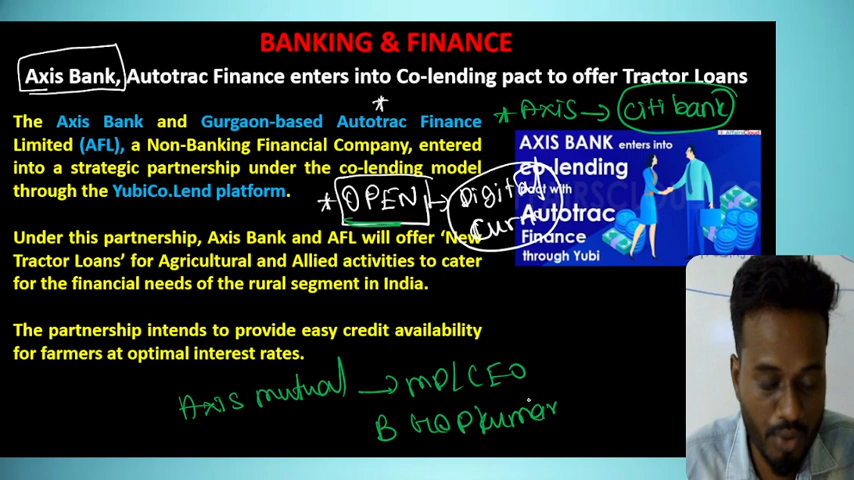 BANKING & FINANCE
Axis Bank, Autotrac Finance enters into Co-lending pact to offer Tractor Loans
The Axis Bank and Gurgaon-based Autotrac Finance
Limited (AFL), a Non-Banking Financial Company, entered
into a strategic partnership under the co-lending model
through the YubiCo.Lend platform.
Under this partnership, Axis Bank and AFL will offer ‘New
Tractor Loans’ for Agricultural and Allied activities to cater
for the financial needs of the rural segment in India.
The partnership intends to provide easy credit availability
for farmers at optimal interest rates.
* AXIS → citi bank
AXIS BANK enters into
co-lending
pact with
Autotrac
Finance
through Yubi
* OPEN → Digital
Curr
Axis mutual → MD/CEO
B Gopkumar